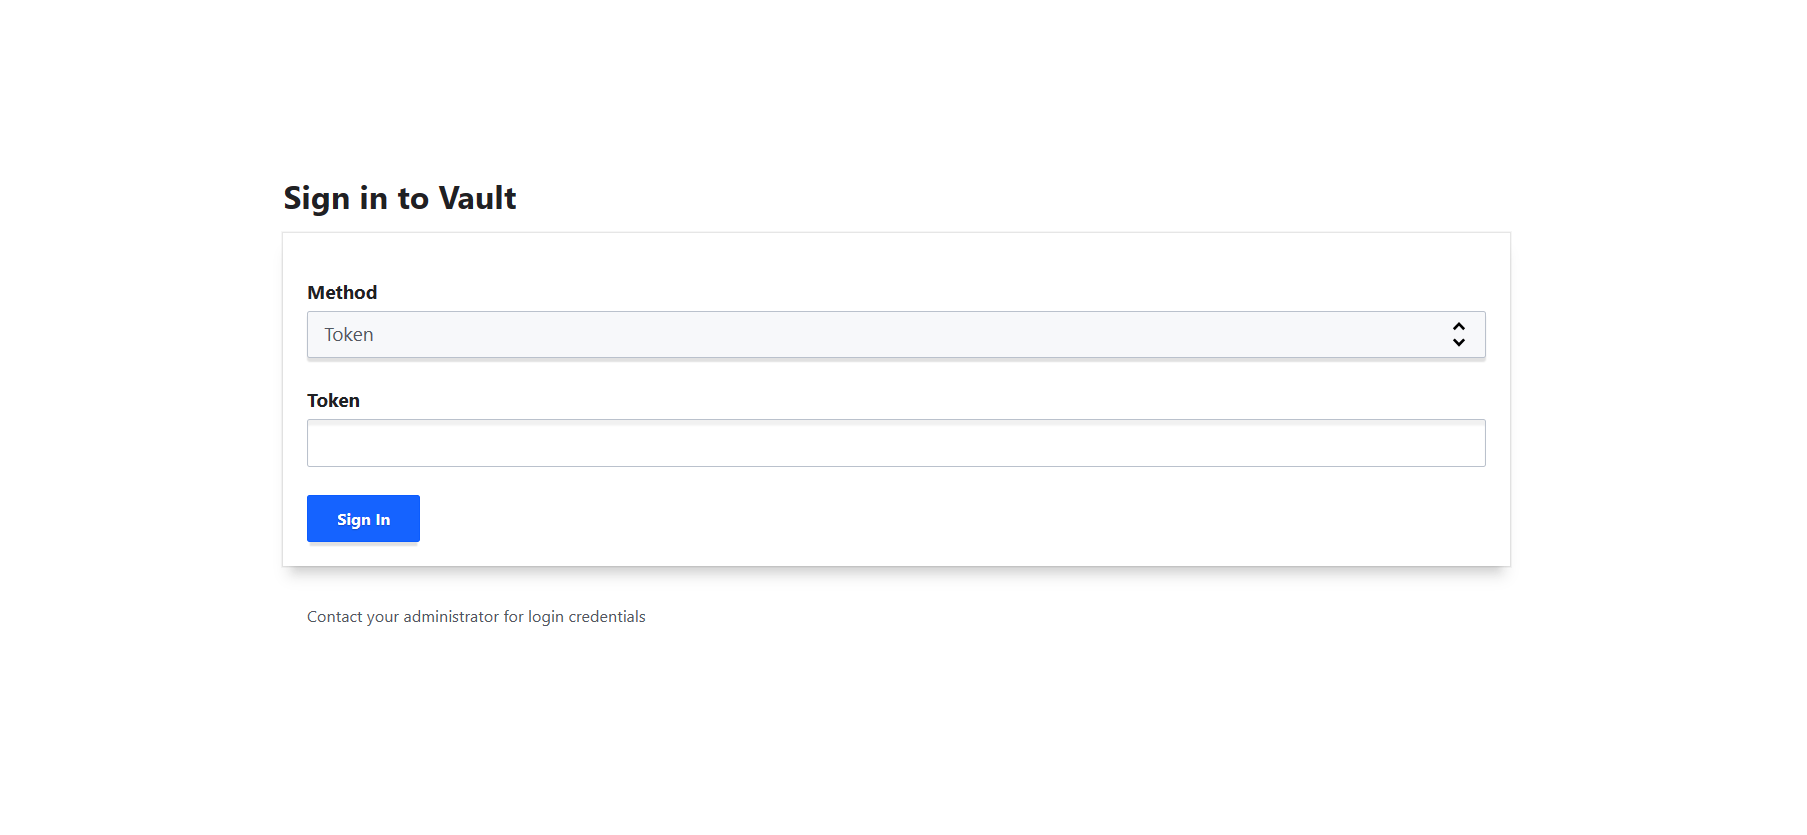 Sign in to Vault
Method
Token
Token
Sign In
Contact your administrator for login credentials